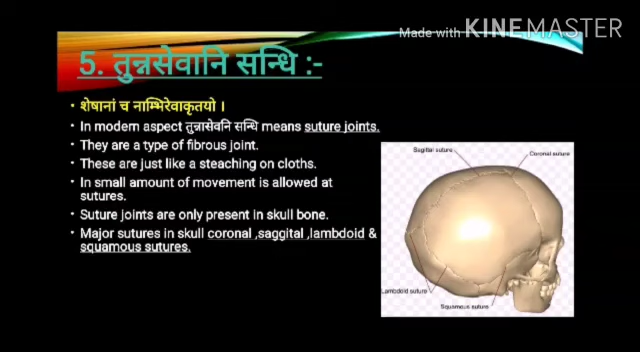 Made with KINEMASTER
5. तुन्नसेवानि सन्धि :-
• शेषानां च नाम्भिरेवाकृतयो ।
• In modern aspect तुन्नासेवनि सन्धि means suture joints.
• They are a type of fibrous joint.
• These are just like a steaching on cloths.
• In small amount of movement is allowed at
sutures.
• Suture joints are only present in skull bone.
• Major sutures in skull coronal ,saggital ,lambdoid &
squamous sutures.
Sagittal suture
Coronal suture
Lambdoid suture
Squamous suture